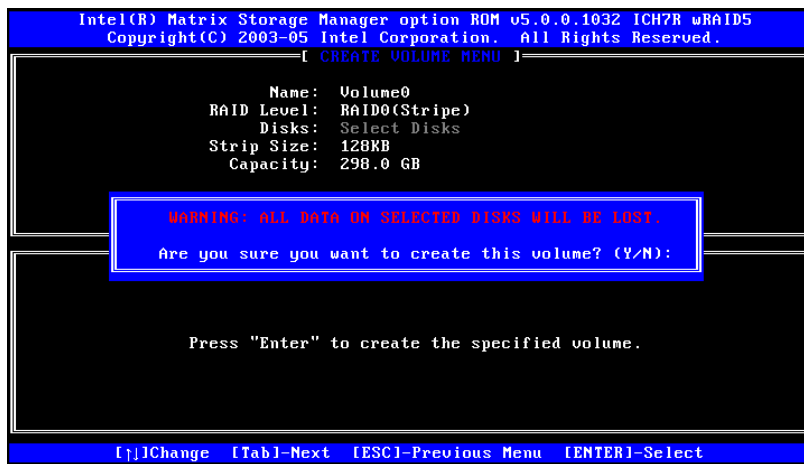 Intel(R) Matrix Storage Manager option ROM v5.0.0.1032 ICH7R wRAID5
Copyright(C) 2003-05 Intel Corporation.  All Rights Reserved.
[ CREATE VOLUME MENU ]
Name: Volume0
RAID Level: RAID0(Stripe)
Disks: Select Disks
Strip Size: 128KB
Capacity: 298.0 GB
WARNING: ALL DATA ON SELECTED DISKS WILL BE LOST.
Are you sure you want to create this volume? (Y/N):
Press "Enter" to create the specified volume.
[↑↓]Change [Tab]-Next [ESC]-Previous Menu [ENTER]-Select